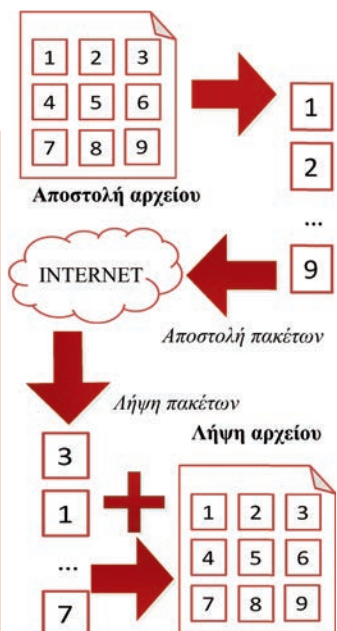 1 2 3
4 5 6
7 8 9
Αποστολή αρχείου
1
2
...
9
INTERNET
Αποστολή πακέτων
Λήψη πακέτων
3
1
...
7
Λήψη αρχείου
1 2 3
4 5 6
7 8 9